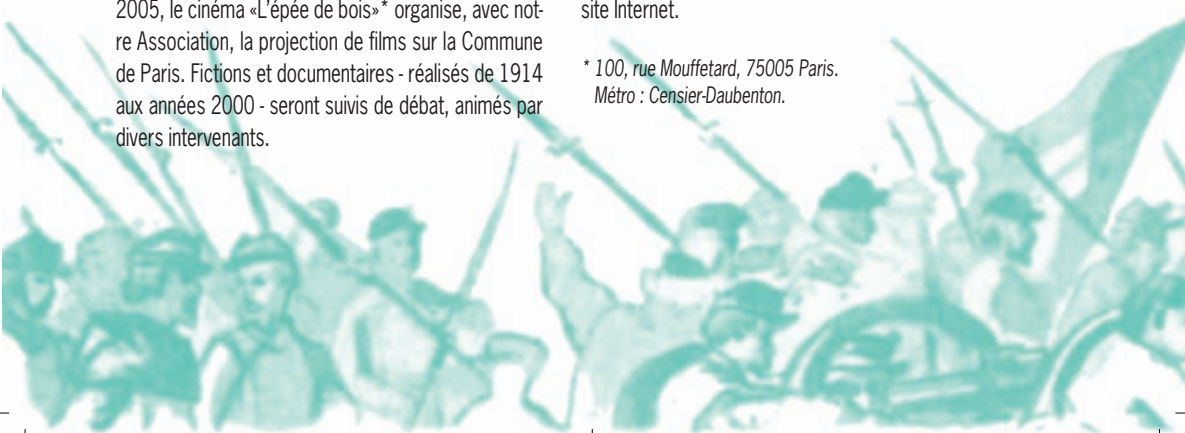 2005, le cinéma «L'épée de bois»* organise, avec not-
re Association, la projection de films sur la Commune
de Paris. Fictions et documentaires - réalisés de 1914
aux années 2000 - seront suivis de débat, animés par
divers intervenants.
site Internet.
* 100, rue Mouffetard, 75005 Paris.
Métro : Censier-Daubenton.